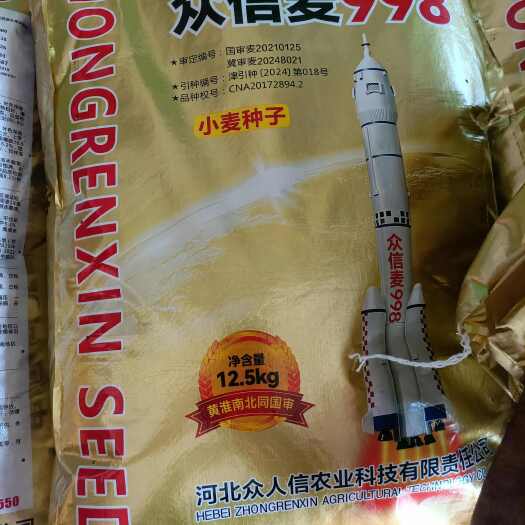 众信麦998
★审定编号：国审麦20210125
冀审麦20248021
★引种编号：津引种(2024)第018号
★品种权号：CNA20172894.2
小麦种子
HONGRENXIN SEED
众信麦998
净含量
12.5kg
黄淮南北同国审
河北众人信农业科技有限责任公司
HEBEI ZHONGRENXIN AGRICULTURAL TECHNOLOGY CO
550